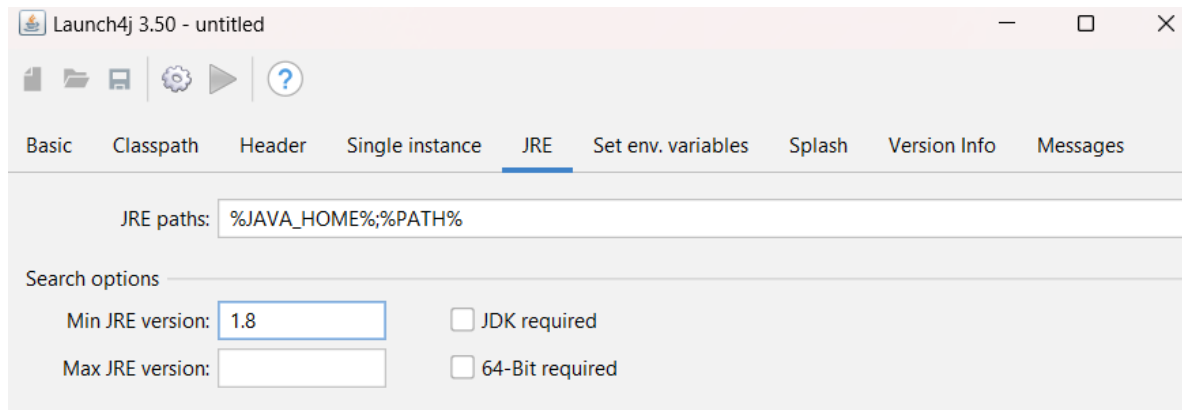 Launch4j 3.50 - untitled
?
Basic Classpath Header Single instance JRE Set env. variables Splash Version Info Messages
JRE paths: %JAVA_HOME%;%PATH%
Search options
Min JRE version: 1.8 JDK required
Max JRE version: 64-Bit required